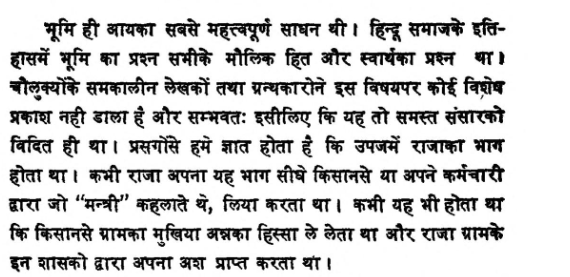 भूमि ही आयका सबसे महत्त्वपूर्ण साधन थी। हिन्दू समाजके इति-
हासमें भूमि का प्रश्न सभीके मौलिक हित और स्वार्थका प्रश्न था।
चौलुक्योंके समकालीन लेखकों तथा ग्रन्थकारोने इस विषयपर कोई विशेष
प्रकाश नही डाला है और सम्भवतः इसीलिए कि यह तो समस्त संसारको
विदित ही था। प्रसगोंसे हमे ज्ञात होता है कि उपजमें राजाका भाग
होता था। कभी राजा अपना यह भाग सीधे किसानसे या अपने कर्मचारी
द्वारा जो "मन्त्री" कहलाते थे, लिया करता था। कभी यह भी होता था
कि किसानसे ग्रामका मुखिया अन्नका हिस्सा ले लेता था और राजा ग्रामके
इन शासको द्वारा अपना अश प्राप्त करता था।